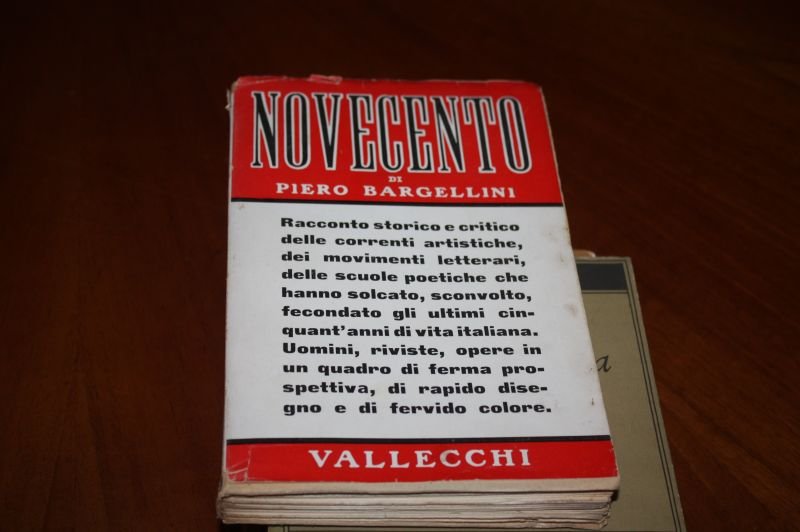 NOVECENTO
DI
PIERO BARGELLINI
Racconto storico e critico
delle correnti artistiche,
dei movimenti letterari,
delle scuole poetiche che
hanno solcato, sconvolto,
fecondato gli ultimi cin-
quant'anni di vita italiana.
Uomini, riviste, opere in
un quadro di ferma pro-
spettiva, di rapido dise-
gno e di fervido colore.
VALLECCHI